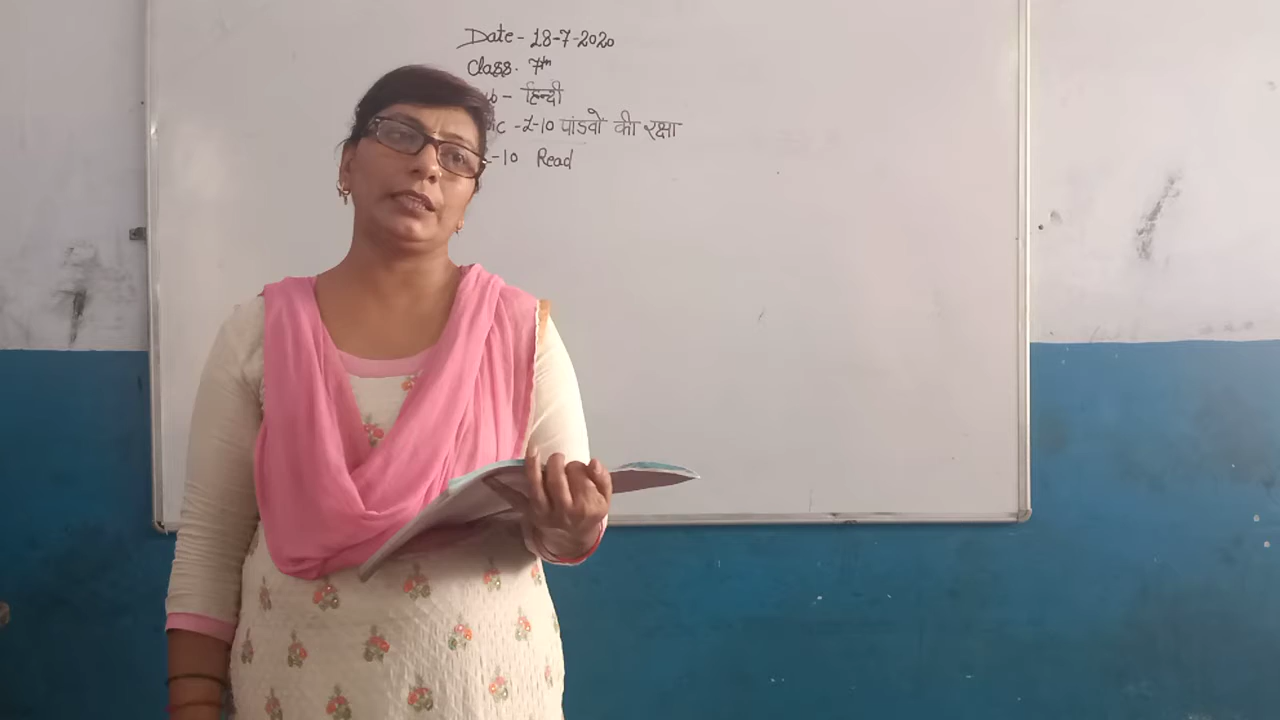 Date - 18-7-2020
Class. 7th
हिन्दी
-L-10 पांडवो की रक्षा
-10 Read